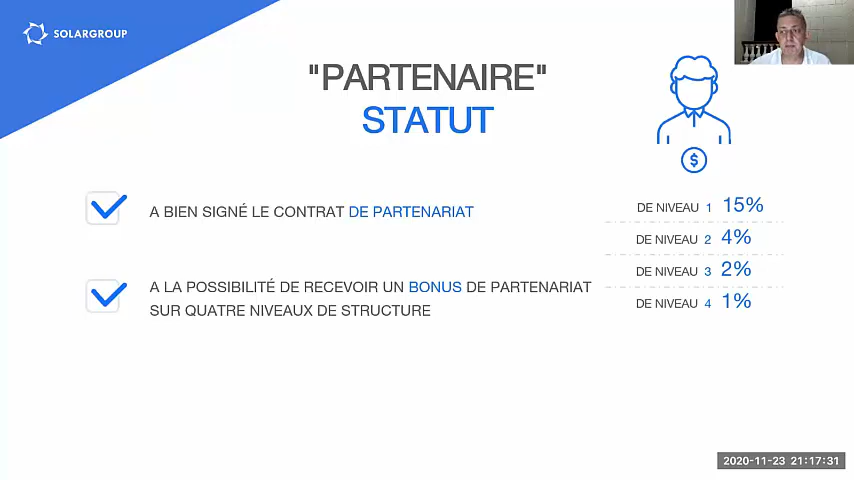 SOLARGROUP
"PARTENAIRE"
STATUT
$
A BIEN SIGNÉ LE CONTRAT DE PARTENARIAT
A LA POSSIBILITÉ DE RECEVOIR UN BONUS DE PARTENARIAT
SUR QUATRE NIVEAUX DE STRUCTURE
DE NIVEAU 1 15%
DE NIVEAU 2 4%
DE NIVEAU 3 2%
DE NIVEAU 4 1%
2020-11-23 21:17:31